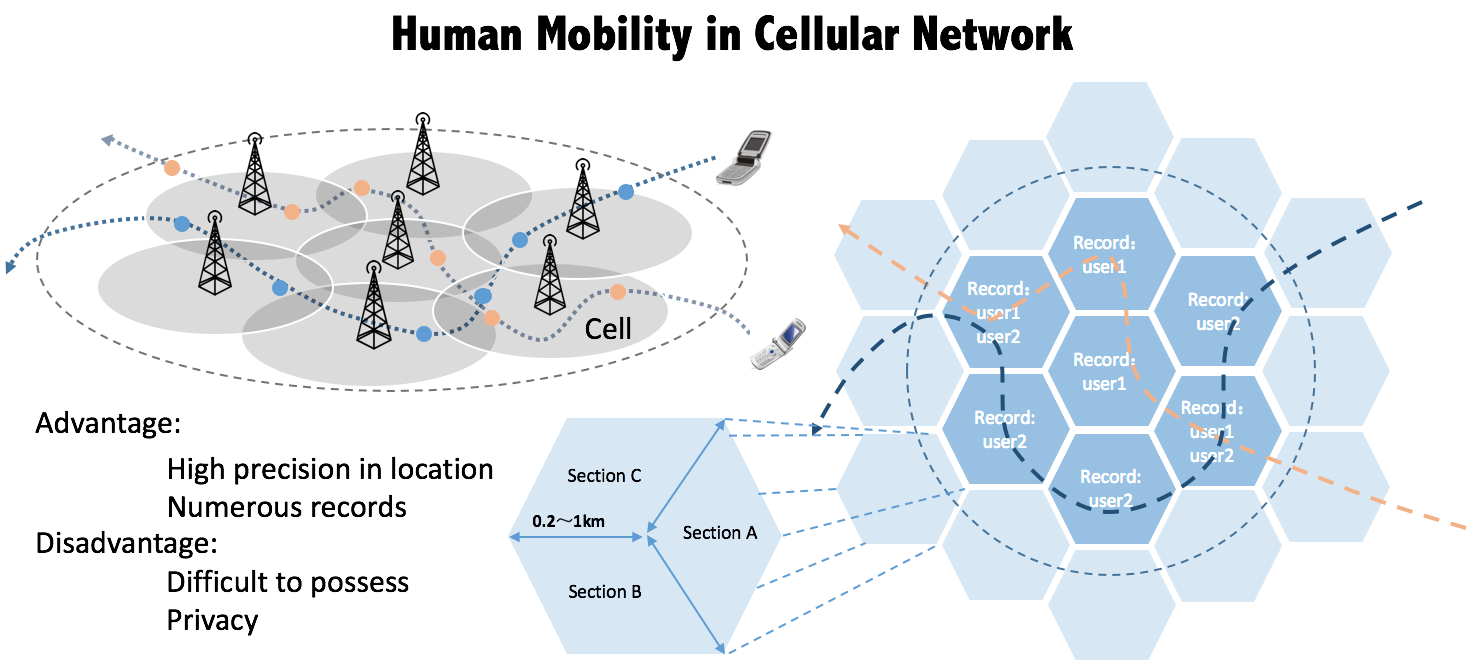 Human Mobility in Cellular Network
Cell
Advantage:
High precision in location
Numerous records
Disadvantage:
Difficult to possess
Privacy
Section C
0.2～1km
Section A
Section B
Record：
user1
Record：
user1
user2
Record:
user2
Record:
user1
Record:
user2
Record：
user1
user2
Record:
user2